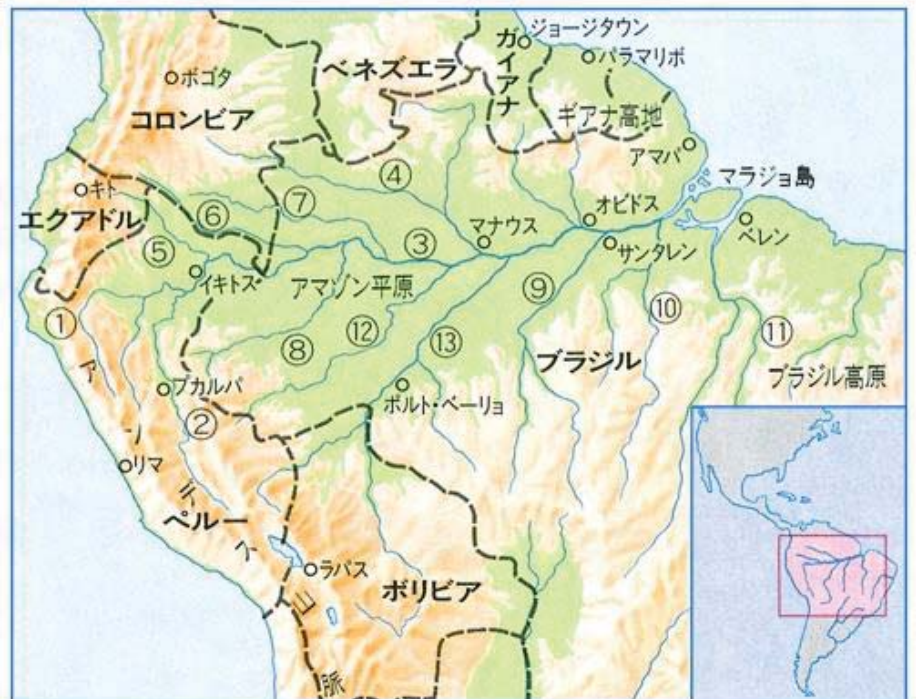 ジョージタウン
ガイアナ
パラマリボ
ボゴタ
ベネズエラ
コロンビア
ギアナ高地
アマパ
マラジョ島
④
キト
⑦
⑥
オビドス
エクアドル
マナウス
ベレン
③
サンタレン
⑤
イキトス
アマゾン平原
⑨
⑩
①
⑫
⑬
⑪
⑧
ブラジル
ブラジル高原
プカルパ
ポルト・ベーリョ
②
リマ
ペルー
ラパス
ボリビア
アンデス山脈